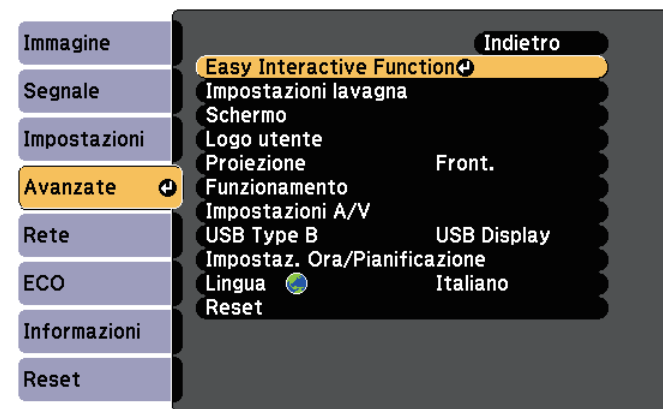 Immagine
Segnale
Impostazioni
Avanzate
Rete
ECO
Informazioni
Reset
Indietro
Easy Interactive Function
Impostazioni lavagna
Schermo
Logo utente
Proiezione Front.
Funzionamento
Impostazioni A/V
USB Type B USB Display
Impostaz. Ora/Pianificazione
Lingua Italiano
Reset